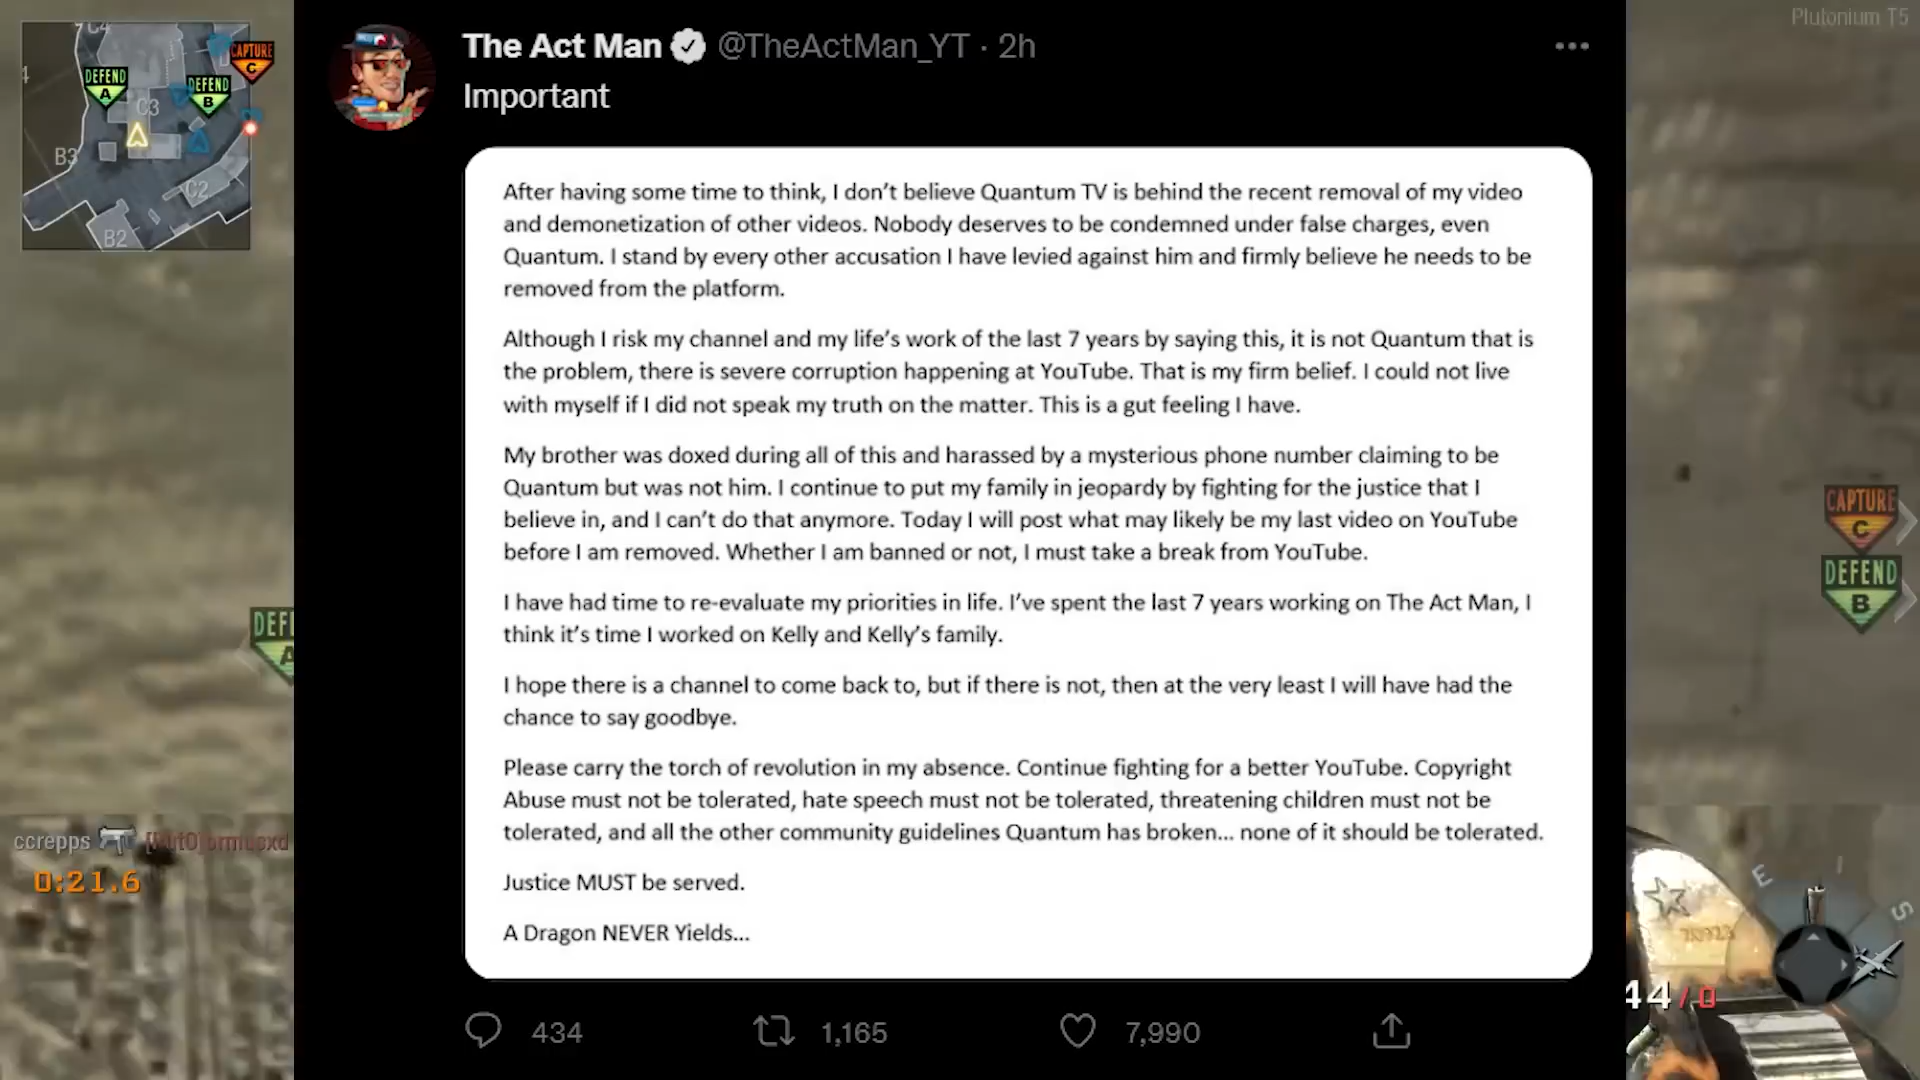 Plutonium T5
C4
CAPTURE
C
DEFEND
A
DEFEND
B
C3
B3
C2
B2
The Act Man @TheActMan_YT · 2h
Important
After having some time to think, I don't believe Quantum TV is behind the recent removal of my video
and demonetization of other videos. Nobody deserves to be condemned under false charges, even
Quantum. I stand by every other accusation I have levied against him and firmly believe he needs to be
removed from the platform.
Although I risk my channel and my life's work of the last 7 years by saying this, it is not Quantum that is
the problem, there is severe corruption happening at YouTube. That is my firm belief. I could not live
with myself if I did not speak my truth on the matter. This is a gut feeling I have.
My brother was doxed during all of this and harassed by a mysterious phone number claiming to be
Quantum but was not him. I continue to put my family in jeopardy by fighting for the justice that I
believe in, and I can't do that anymore. Today I will post what may likely be my last video on YouTube
before I am removed. Whether I am banned or not, I must take a break from YouTube.
I have had time to re-evaluate my priorities in life. I've spent the last 7 years working on The Act Man, I
think it's time I worked on Kelly and Kelly's family.
I hope there is a channel to come back to, but if there is not, then at the very least I will have had the
chance to say goodbye.
Please carry the torch of revolution in my absence. Continue fighting for a better YouTube. Copyright
Abuse must not be tolerated, hate speech must not be tolerated, threatening children must not be
tolerated, and all the other community guidelines Quantum has broken... none of it should be tolerated.
Justice MUST be served.
A Dragon NEVER Yields...
434 1,165 7,990
CAPTURE
C
DEFEND
B
DEF
A
ccrepps
0:21.6
E
S
44/0